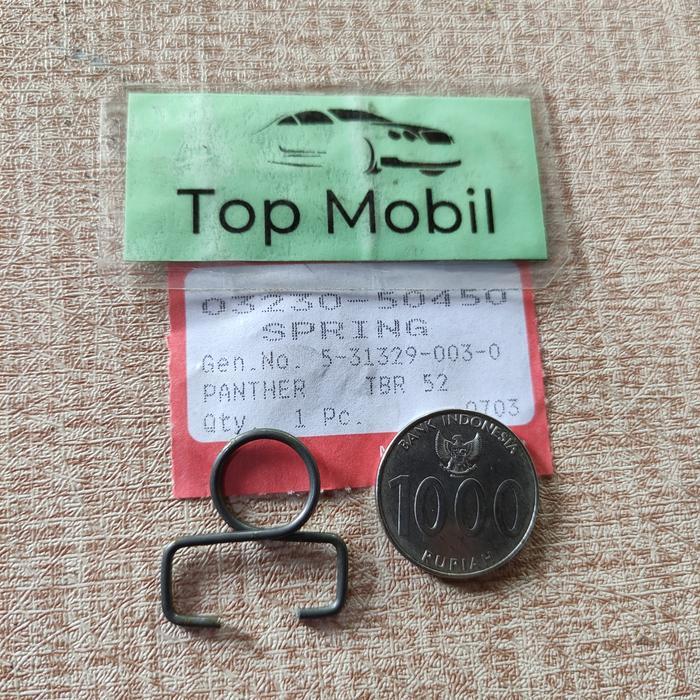 Top Mobil
03230-50450
SPRING
Gen.No. 5-31329-003-0
PANTHER TBR 52
Qty 1 Pc. 0703
BANK INDONESIA
1000
RUPIAH